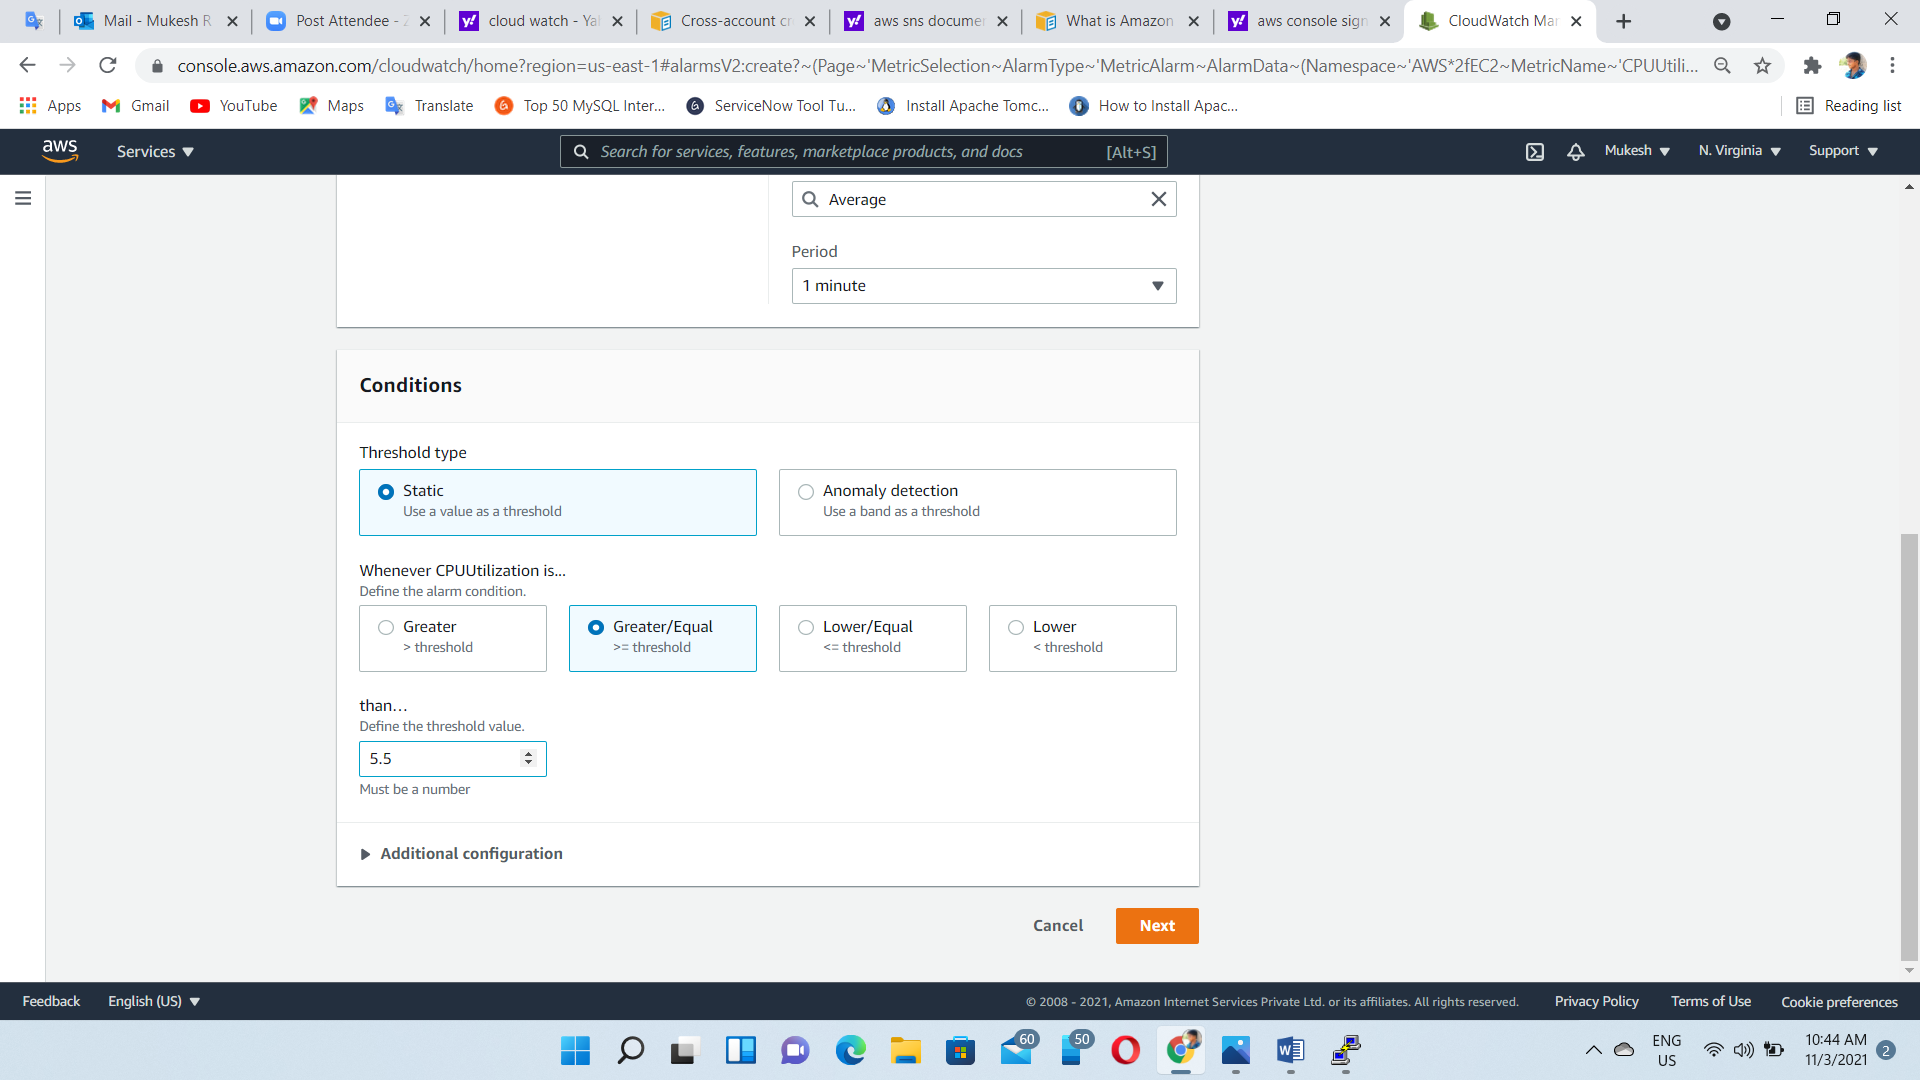 Mail - Mukesh R
Post Attendee - Z
cloud watch - Ya
Cross-account cr
aws sns documer
What is Amazon
aws console sign
CloudWatch Mar
console.aws.amazon.com/cloudwatch/home?region=us-east-1#alarmsV2:create?~(Page~'MetricSelection~AlarmType~'MetricAlarm~AlarmData~(Namespace~'AWS*2fEC2~MetricName~'CPUUtili...
Apps
Gmail
YouTube
Maps
Translate
Top 50 MySQL Inter...
ServiceNow Tool Tu...
Install Apache Tomc...
How to Install Apac...
Reading list
aws
Services
Search for services, features, marketplace products, and docs [Alt+S]
Mukesh
N. Virginia
Support
Average
Period
1 minute
Conditions
Threshold type
Static
Use a value as a threshold
Anomaly detection
Use a band as a threshold
Whenever CPUUtilization is...
Define the alarm condition.
Greater
> threshold
Greater/Equal
>= threshold
Lower/Equal
<= threshold
Lower
< threshold
than...
Define the threshold value.
5.5
Must be a number
Additional configuration
Cancel
Next
Feedback
English (US)
© 2008 - 2021, Amazon Internet Services Private Ltd. or its affiliates. All rights reserved.
Privacy Policy
Terms of Use
Cookie preferences
60
50
ENG
US
10:44 AM
11/3/2021
2